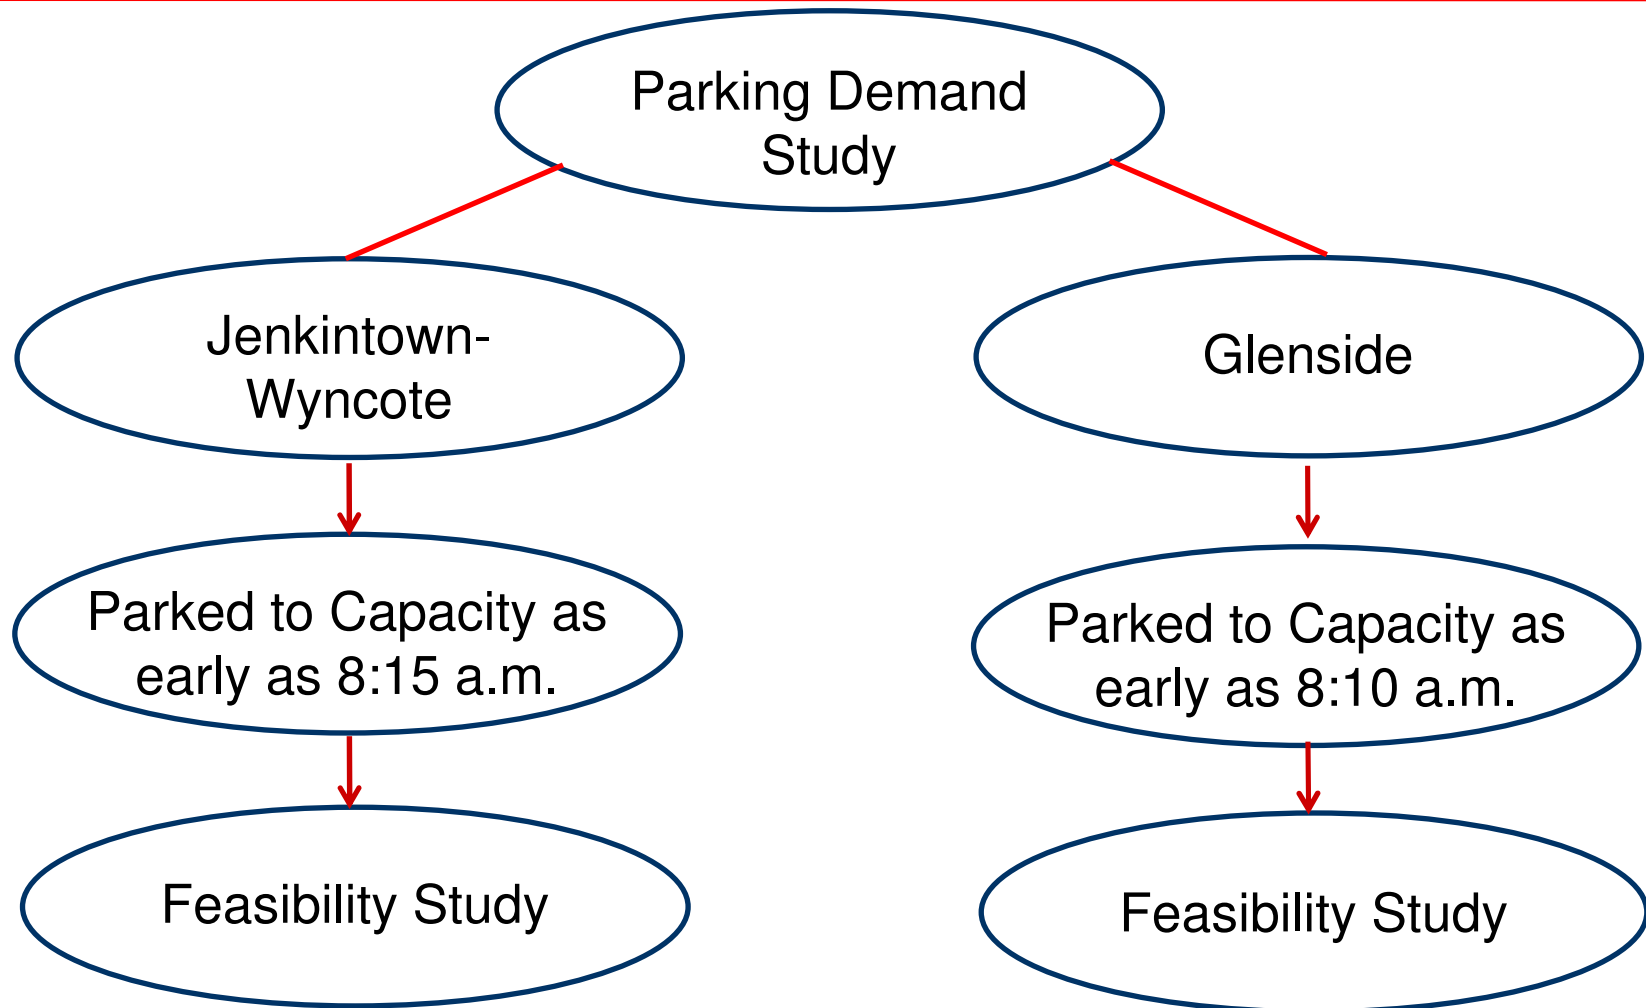 Parking Demand
Study
Jenkintown-
Wyncote
Glenside
Parked to Capacity as
early as 8:15 a.m.
Parked to Capacity as
early as 8:10 a.m.
Feasibility Study
Feasibility Study